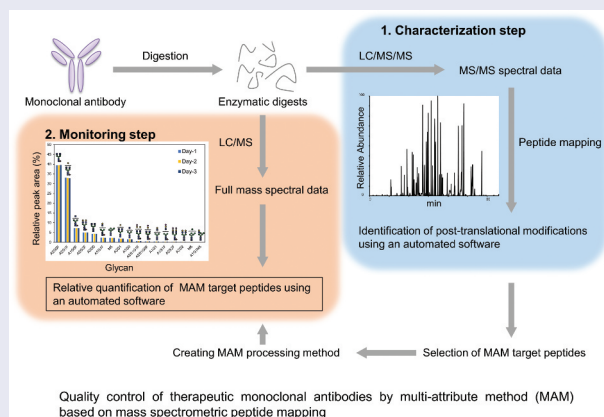 1. Characterization step
Digestion
LC/MS/MS
MS/MS spectral data
Monoclonal antibody
Enzymatic digests
2. Monitoring step
Day-1
Day-2
Day-3
Relative peak area (%)
Glycan
LC/MS
Full mass spectral data
Relative quantification of MAM target peptides using
an automated software
Relative Abundance
min
Peptide mapping
Identification of post-translational modifications
using an automated software
Creating MAM processing method
Selection of MAM target peptides
Quality control of therapeutic monoclonal antibodies by multi-attribute method (MAM)
based on mass spectrometric peptide mapping